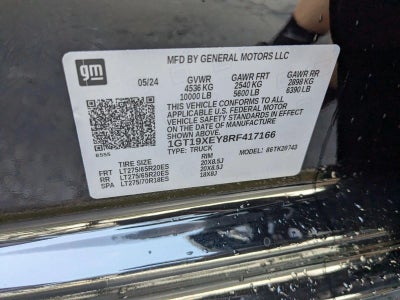 gm
MFD BY GENERAL MOTORS LLC
05/24 GVWR GAWR FRT GAWR RR
4536 KG 2540 KG 2898 KG
10000 LB 5600 LB 6390 LB
THIS VEHICLE CONFORMS TO ALL
APPLICABLE U.S. FEDERAL MOTOR
VEHICLE SAFETY STANDARDS IN EFFECT
ON THE DATE OF MANUFACTURE
SHOWN ABOVE.
1GT19XEY8RF417166
TYPE: TRUCK MODEL:
TIRE SIZE RIM
FRT LT275/65R20ES 20X8.5J
RR LT275/65R20ES 20X8.5J
SPA LT275/70R18ES 18X8J